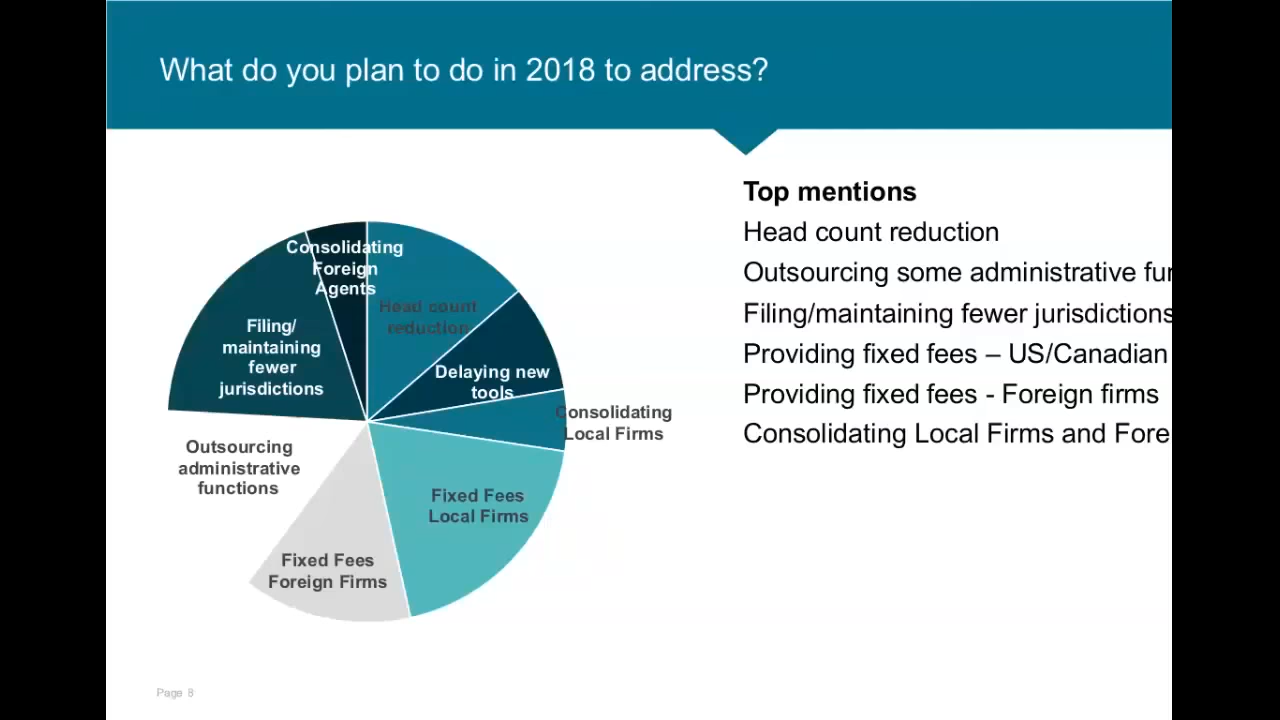 What do you plan to do in 2018 to address?
Top mentions
Head count reduction
Outsourcing some administrative
Filing/maintaining fewer jurisdictions
Providing fixed fees – US/Canadian
Providing fixed fees - Foreign firms
Consolidating Local Firms and
Consolidating
Foreign
Agents
Head count
reduction
Filing/
maintaining
fewer
jurisdictions
Delaying new
tools
Consolidating
Local Firms
Outsourcing
administrative
functions
Fixed Fees
Local Firms
Fixed Fees
Foreign Firms
Page 8